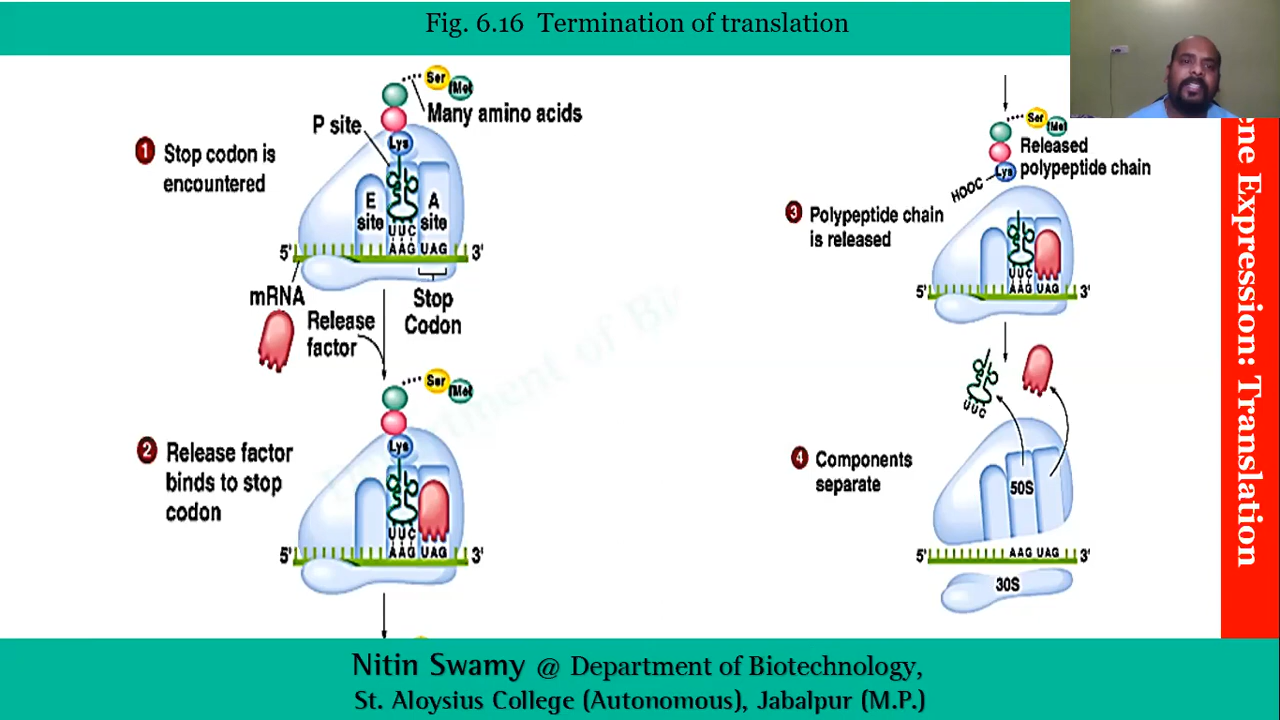 Fig. 6.16 Termination of translation
1
Stop codon is
encountered
P site
Ser
Met
Many amino acids
Lys
E
site
A
site
UUC
5'
AAG UAG
3'
mRNA
Stop
Codon
Release
factor
Ser
Met
2
Release factor
binds to stop
codon
Lys
UUC
5'
AAG UAG
3'
Ser
Met
Released
polypeptide chain
Lys
HOOC
3
Polypeptide chain
is released
UUC
5'
AAG UAG
3'
UUC
4
Components
separate
50S
5'
AAG UAG
3'
30S
ene Expression: Translation
Nitin Swamy @ Department of Biotechnology,
St. Aloysius College (Autonomous), Jabalpur (M.P.)